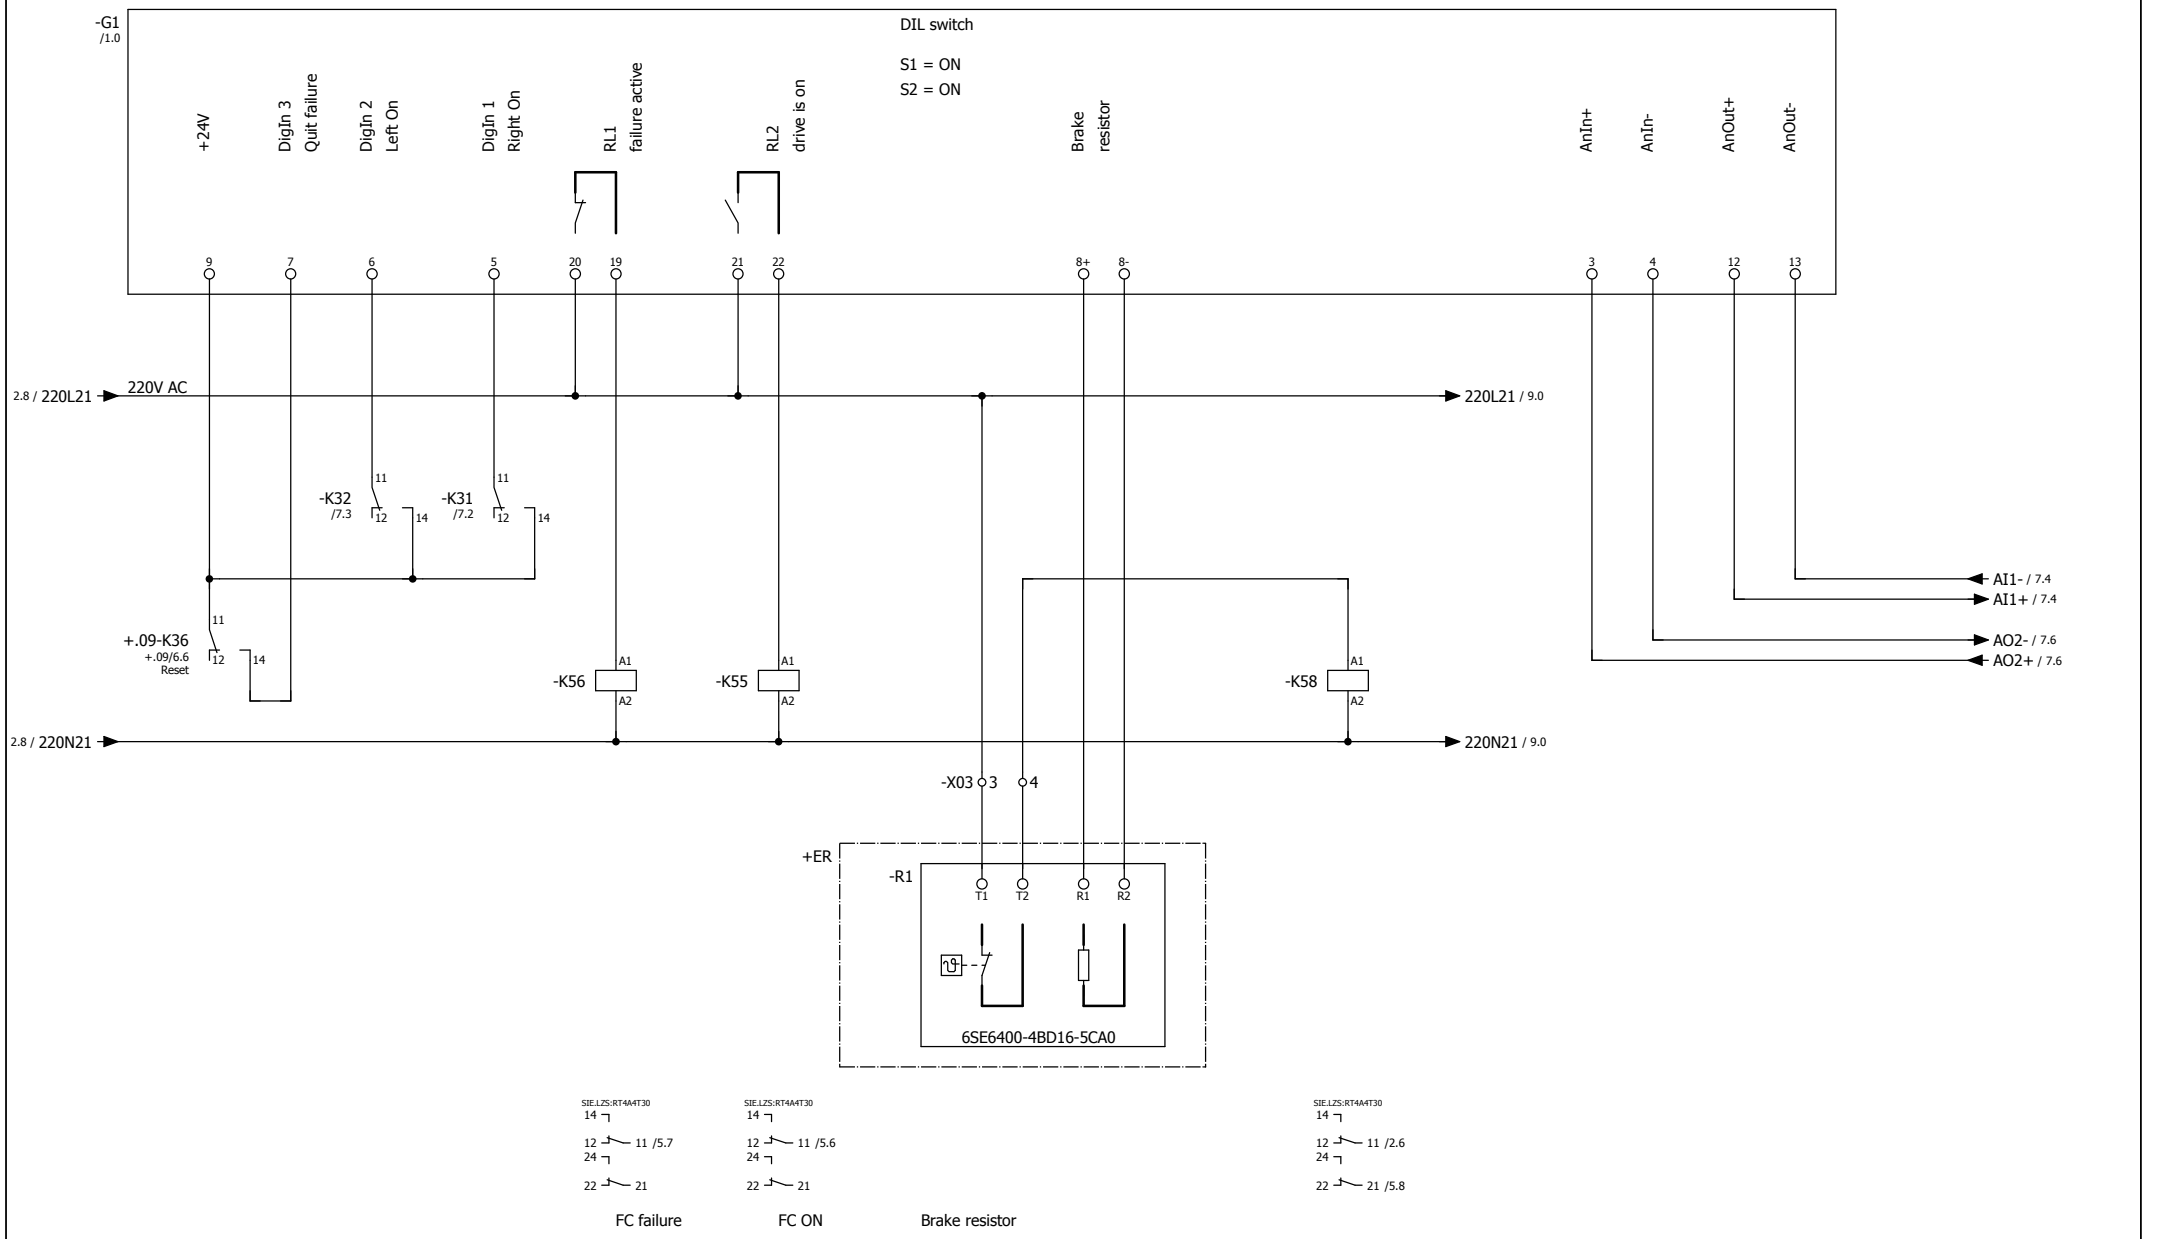 -G1
/1.0
DIL switch
S1 = ON
S2 = ON
+24V
DigIn 3
Quit failure
DigIn 2
Left On
DigIn 1
Right On
RL1
failure active
RL2
drive is on
Brake
resistor
AnIn+
AnIn-
AnOut+
AnOut-
9
7
6
5
20
19
21
22
8+
8-
3
4
12
13
2.8 / 220L21
220V AC
220L21 / 9.0
-K32
/7.3
11
12
14
-K31
/7.2
11
12
14
+.09-K36
+.09/6.6
Reset
11
12
14
AI1- / 7.4
AI1+ / 7.4
AO2- / 7.6
AO2+ / 7.6
-K56
A1
A2
-K55
A1
A2
-K58
A1
A2
2.8 / 220N21
220N21 / 9.0
-X03
3
4
+ER
-R1
T1
T2
R1
R2
6SE6400-4BD16-5CA0
SIE.LZS:RT4A4T30
14
12
11 /5.7
24
22
21
SIE.LZS:RT4A4T30
14
12
11 /5.6
24
22
21
SIE.LZS:RT4A4T30
14
12
11 /2.6
24
22
21 /5.8
FC failure
FC ON
Brake resistor